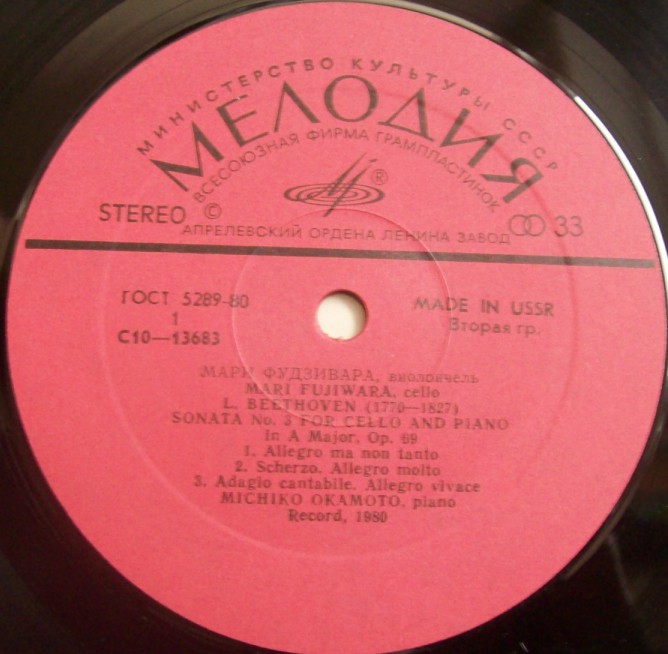 МИНИСТЕРСТВО КУЛЬТУРЫ СССР
МЕЛОДИЯ
ВСЕСОЮЗНАЯ ФИРМА ГРАМПЛАСТИНОК
®
STEREO © 33
АПРЕЛЕВСКИЙ ОРДЕНА ЛЕНИНА ЗАВОД
ГОСТ 5289-80 MADE IN USSR
1 Вторая гр.
С10—13683
МАРИ ФУДЗИВАРА, виолончель
MARI FUJIWARA, cello
L. BEETHOVEN (1770—1827)
SONATA No. 3 FOR CELLO AND PIANO
in A Major, Op. 69
1. Allegro ma non tanto
2. Scherzo. Allegro molto
3. Adagio cantabile. Allegro vivace
MICHIKO OKAMOTO, piano
Record, 1980